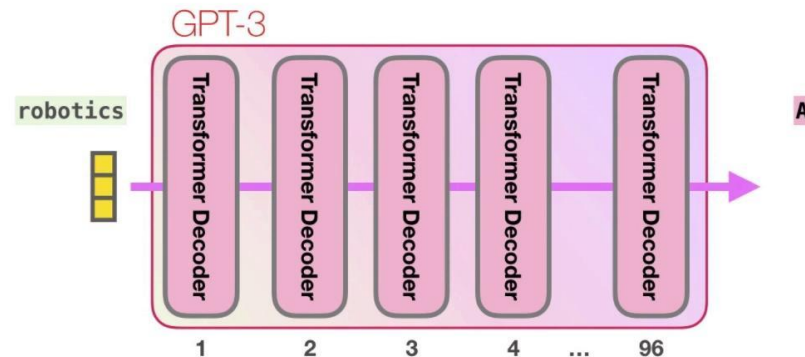 GPT-3
robotics
Transformer Decoder
Transformer Decoder
Transformer Decoder
Transformer Decoder
Transformer Decoder
1 2 3 4 ... 96